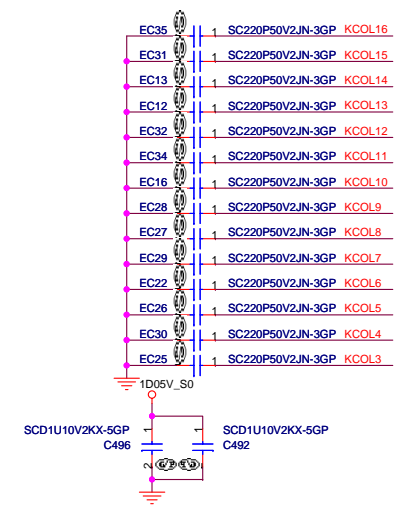 EC35 1 SC220P50V2JN-3GP KCOL16
EC31 1 SC220P50V2JN-3GP KCOL15
EC13 1 SC220P50V2JN-3GP KCOL14
EC12 1 SC220P50V2JN-3GP KCOL13
EC32 1 SC220P50V2JN-3GP KCOL12
EC34 1 SC220P50V2JN-3GP KCOL11
EC16 1 SC220P50V2JN-3GP KCOL10
EC28 1 SC220P50V2JN-3GP KCOL9
EC27 1 SC220P50V2JN-3GP KCOL8
EC29 1 SC220P50V2JN-3GP KCOL7
EC22 1 SC220P50V2JN-3GP KCOL6
EC26 1 SC220P50V2JN-3GP KCOL5
EC30 1 SC220P50V2JN-3GP KCOL4
EC25 1 SC220P50V2JN-3GP KCOL3
1D05V_S0
SCD1U10V2KX-5GP 1 1 SCD1U10V2KX-5GP
C496 C492
2